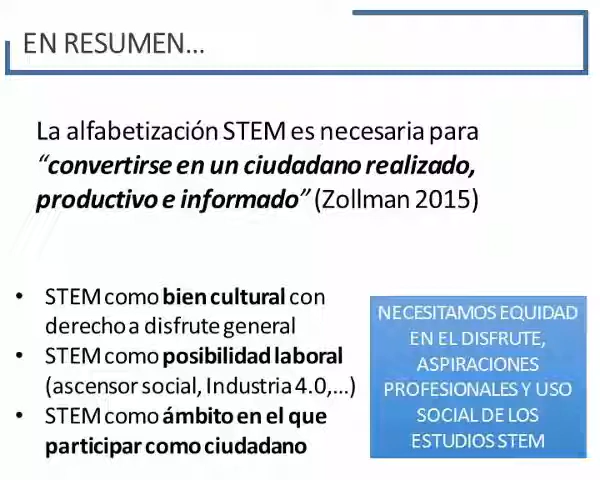 EN RESUMEN...
La alfabetización STEM es necesaria para
“convertirse en un ciudadano realizado,
productivo e informado” (Zollman 2015)
• STEM como bien cultural con
derecho a disfrute general
• STEM como posibilidad laboral
(ascensor social, Industria 4.0,...)
• STEM como ámbito en el que
participar como ciudadano
NECESITAMOS EQUIDAD
EN EL DISFRUTE,
ASPIRACIONES
PROFESIONALES Y USO
SOCIAL DE LOS
ESTUDIOS STEM